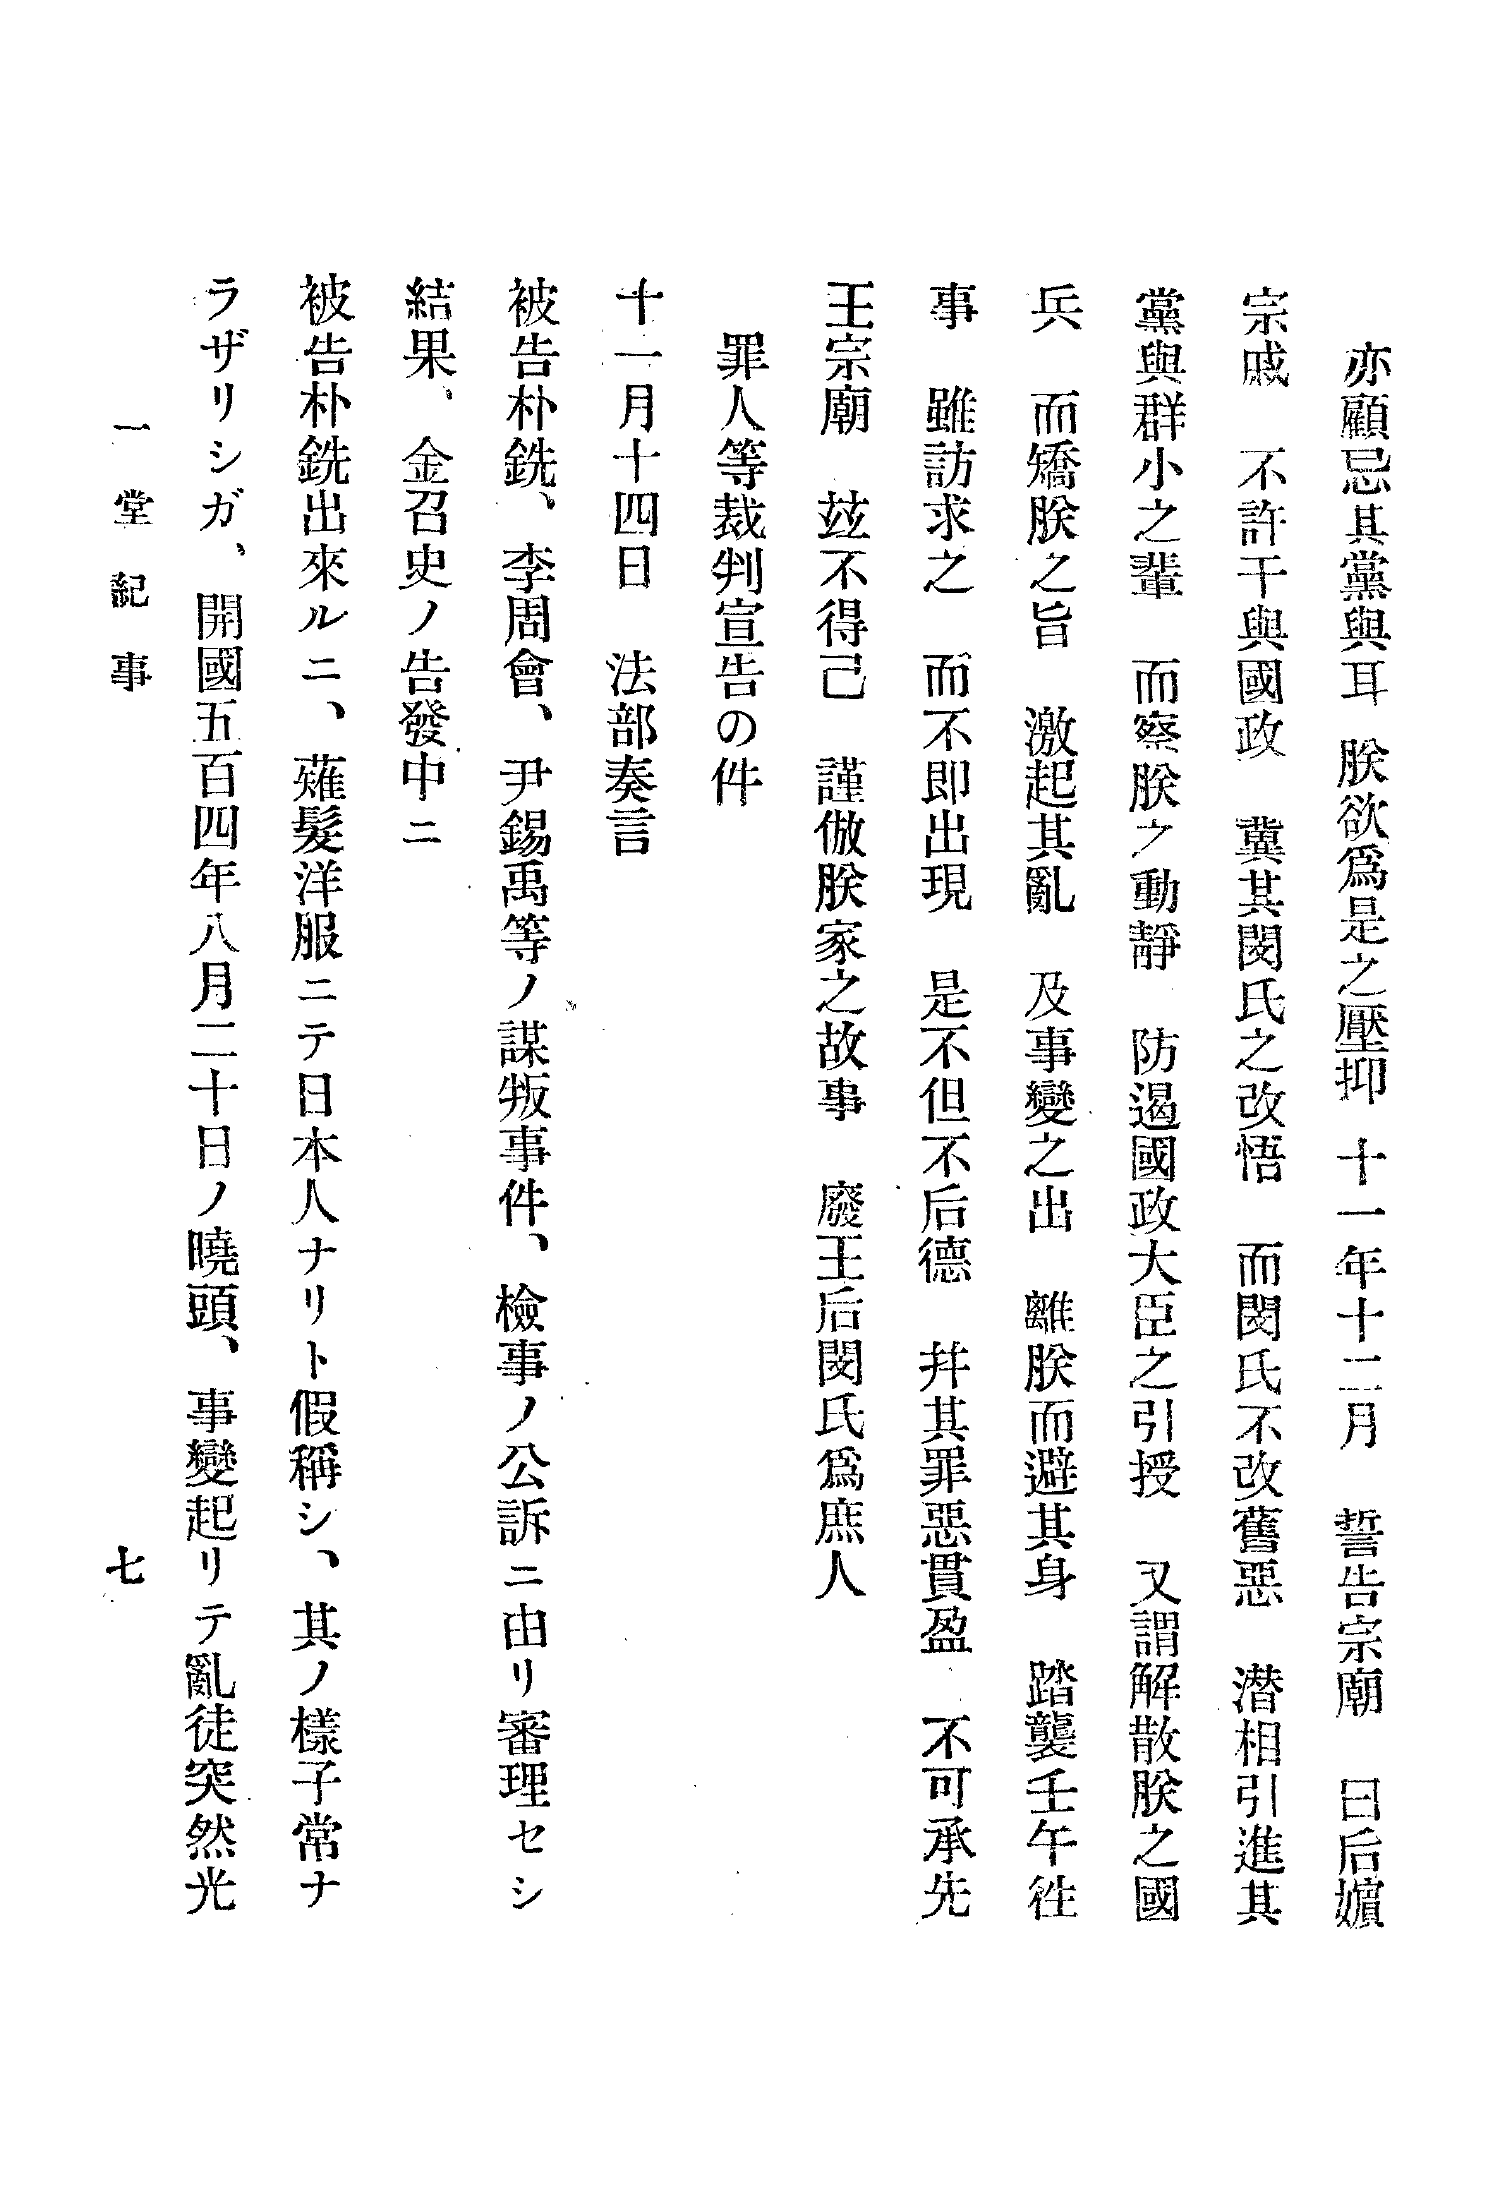 亦顧忌其黨與耳　朕欲爲是之壓抑　十一年十二月　誓告宗廟　曰后嬪
宗戚　不許干與國政　冀其閔氏之改悟　而閔氏不改舊惡　潜相引進其
黨與群小之輩　而察朕之動靜　防遏國政大臣之引授　又謂解散朕之國
兵　而矯朕之旨　激起其亂　及事變之出　離朕而避其身　踏襲壬午徃
事　雖訪求之　而不即出現　是不但不后德　幷其罪惡貫盈　不可承先
王宗廟　玆不得己　謹倣朕家之故事　廢王后閔氏爲庶人
罪人等裁判宣告の件
十一月十四日　法部奏言
被告朴銑、李周會、尹錫禹等ノ謀叛事件、檢事ノ公訴ニ由リ審理セシ
結果、金召史ノ告發中ニ
被告朴銑出來ルニ、薙髮洋服ニテ日本人ナリト假稱シ、其ノ樣子常ナ
ラザリシガ、開國五百四年八月二十日ノ曉頭、事變起リテ亂徒突然光
一堂紀事　七